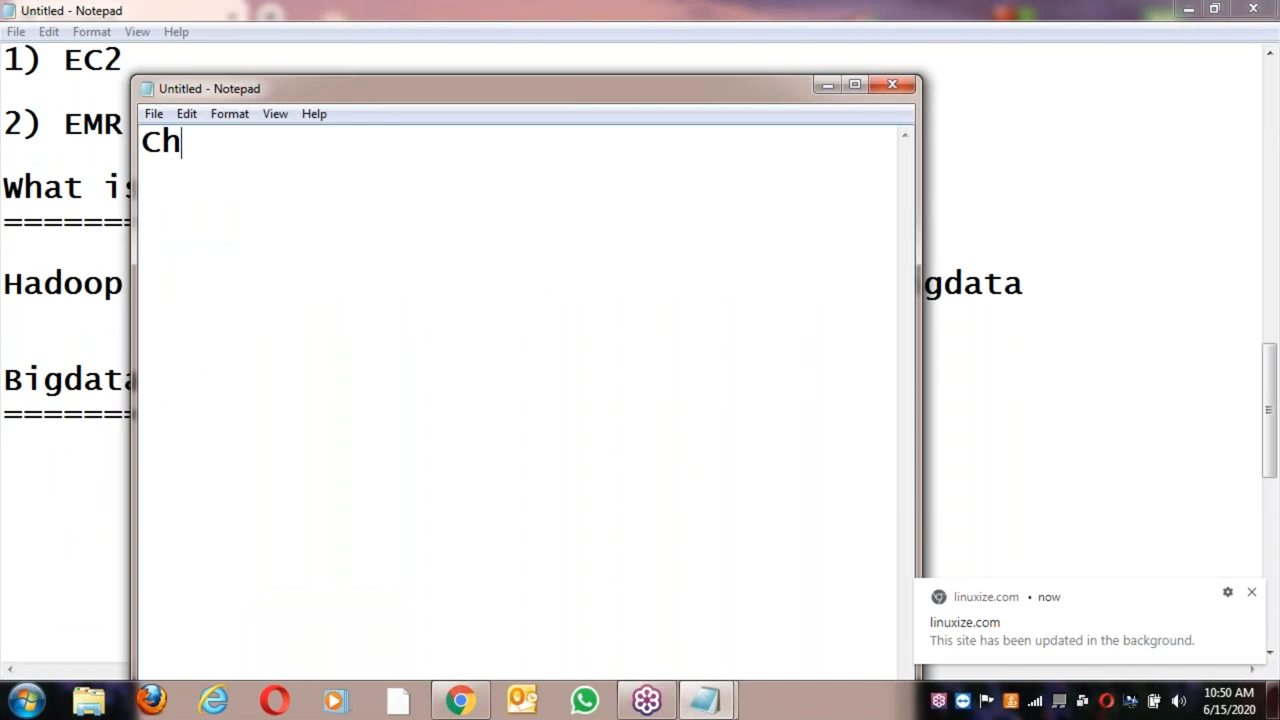 Untitled - Notepad
File Edit Format View Help
1) EC2
2) EMR
What is
=======
Hadoop
gdata
Bigdata
=======
Untitled - Notepad
File Edit Format View Help
Ch
linuxize.com • now
linuxize.com
This site has been updated in the background.
10:50 AM
6/15/2020